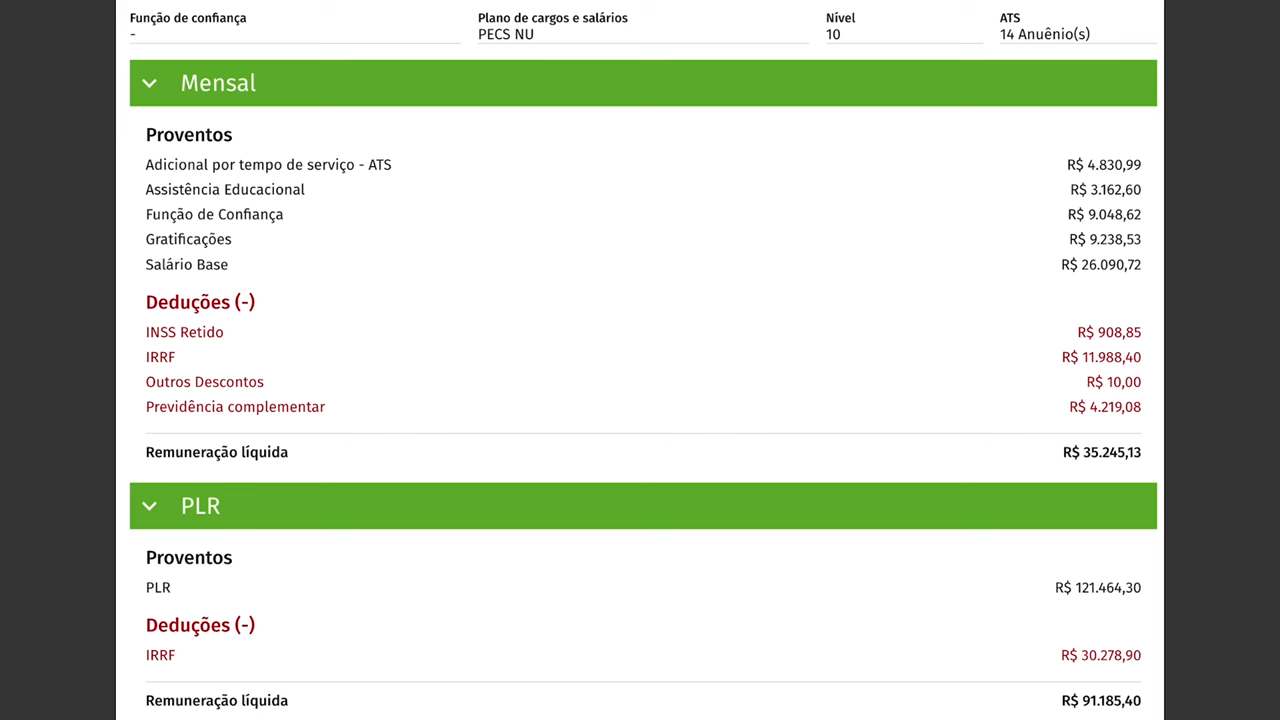 Função de confiança Plano de cargos e salários Nível ATS
- PECS NU 10 14 Anuênio(s)
Mensal
Proventos
Adicional por tempo de serviço - ATS R$ 4.830,99
Assistência Educacional R$ 3.162,60
Função de Confiança R$ 9.048,62
Gratificações R$ 9.238,53
Salário Base R$ 26.090,72
Deduções (-)
INSS Retido R$ 908,85
IRRF R$ 11.988,40
Outros Descontos R$ 10,00
Previdência complementar R$ 4.219,08
Remuneração líquida R$ 35.245,13
PLR
Proventos
PLR R$ 121.464,30
Deduções (-)
IRRF R$ 30.278,90
Remuneração líquida R$ 91.185,40